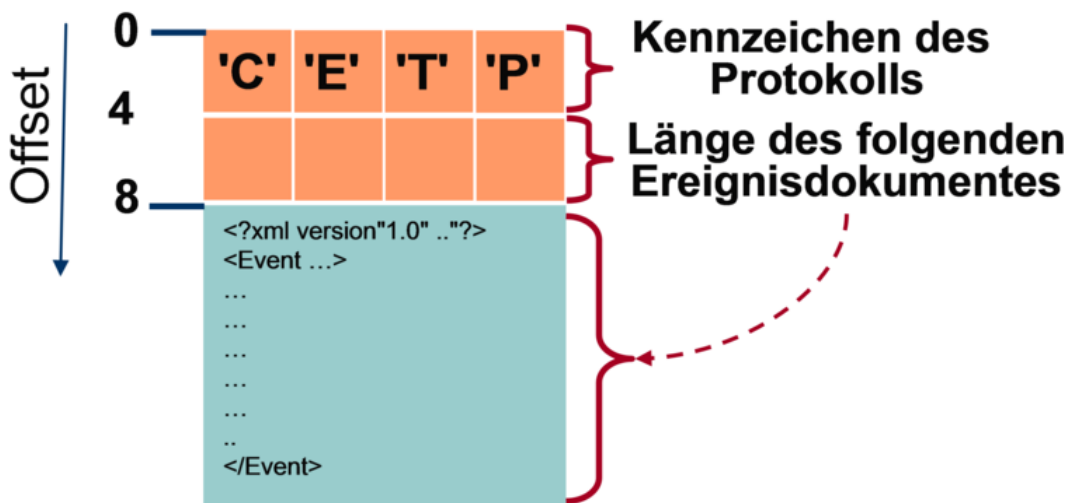 Offset
0
4
8
'C' 'E' 'T' 'P'
Kennzeichen des
Protokolls
Länge des folgenden
Ereignisdokumentes
<?xml version"1.0" .."?>
<Event …>
…
…
…
…
…
..
</Event>